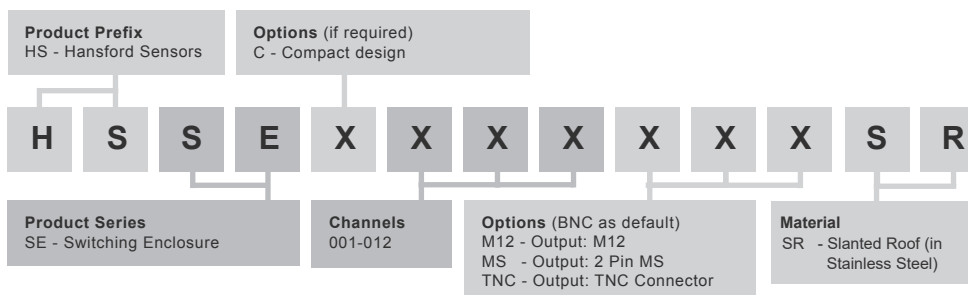 Product Prefix
HS - Hansford Sensors
Options (if required)
C - Compact design
H S S E X X X X X X X S R
Product Series
SE - Switching Enclosure
Channels
001-012
Options (BNC as default)
M12 - Output: M12
MS - Output: 2 Pin MS
TNC - Output: TNC Connector
Material
SR - Slanted Roof (in
Stainless Steel)